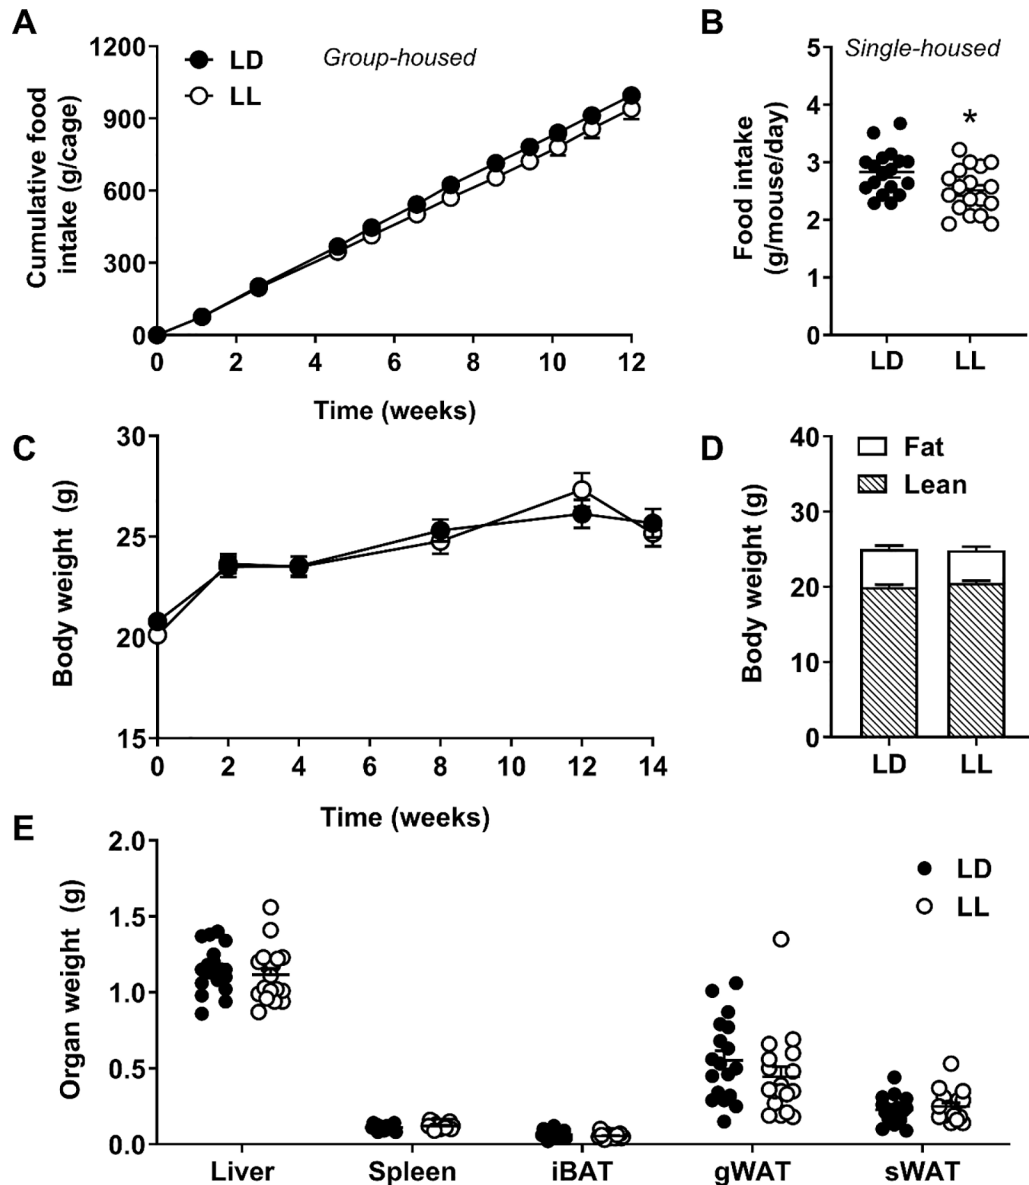 A
1200
900
600
300
0
Cumulative food
intake (g/cage)
LD
LL
Group-housed
0 2 4 6 8 10 12
Time (weeks)
B
Single-housed
5
4
3
2
1
0
Food intake
(g/mouse/day)
*
LD LL
C
30
25
20
15
Body weight (g)
0 2 4 6 8 10 12 14
Time (weeks)
D
40
30
20
10
0
Body weight (g)
Fat
Lean
LD LL
E
2.0
1.5
1.0
0.5
0.0
Organ weight (g)
LD
LL
Liver Spleen iBAT gWAT sWAT